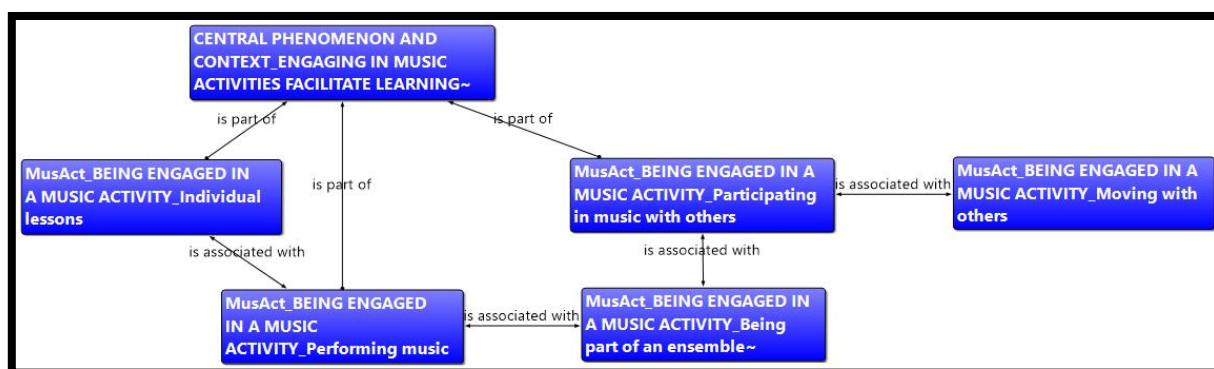 CENTRAL PHENOMENON AND
CONTEXT_ENGAGING IN MUSIC
ACTIVITIES FACILITATE LEARNING~
is part of
is part of
is part of
MusAct_BEING ENGAGED IN
A MUSIC ACTIVITY_Individual
lessons
MusAct_BEING ENGAGED IN A
MUSIC ACTIVITY_Participating
in music with others
is associated with
MusAct_BEING ENGAGED IN A
MUSIC ACTIVITY_Moving with
others
is associated with
is associated with
MusAct_BEING ENGAGED
IN A MUSIC
ACTIVITY_Performing music
is associated with
MusAct_BEING ENGAGED IN
A MUSIC ACTIVITY_Being
part of an ensemble~